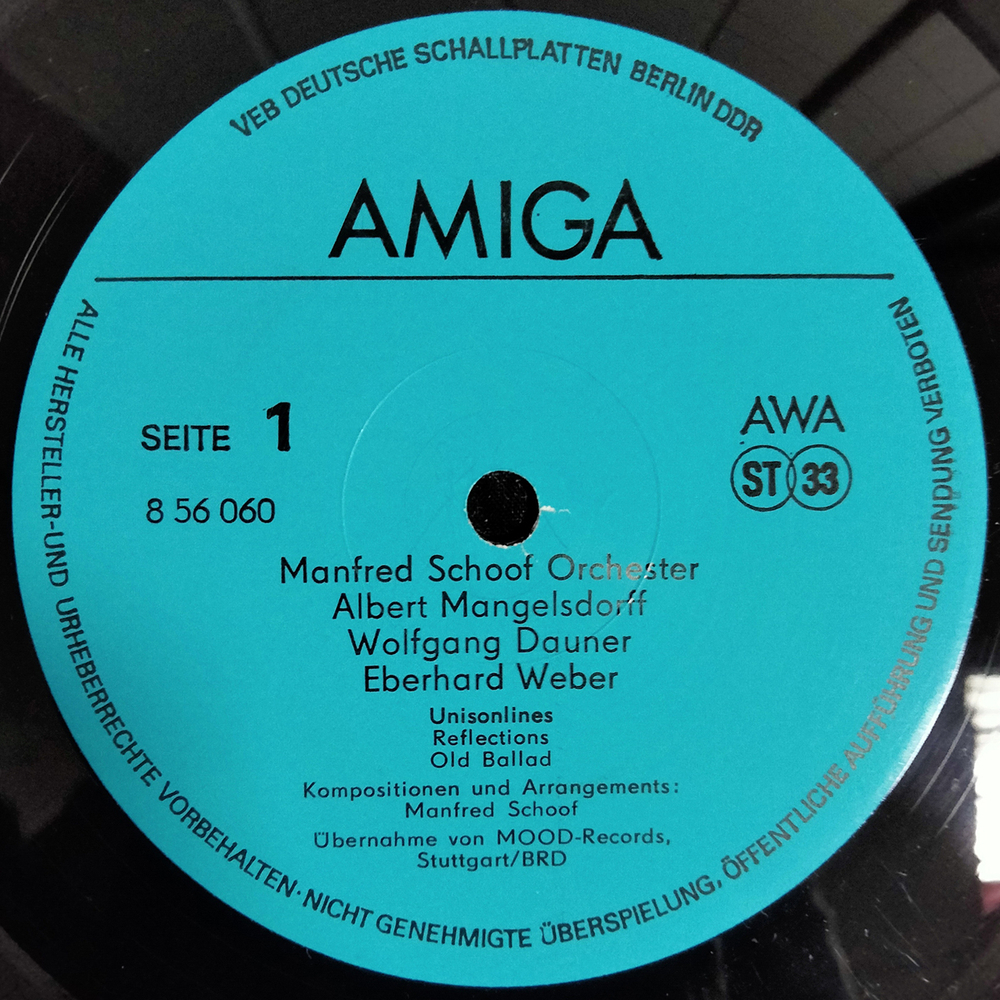 VEB DEUTSCHE SCHALLPLATTEN BERLIN DDR
AMIGA
SEITE 1
8 56 060
AWA
ST 33
Manfred Schoof Orchester
Albert Mangelsdorff
Wolfgang Dauner
Eberhard Weber
Unisonlines
Reflections
Old Ballad
Kompositionen und Arrangements:
Manfred Schoof
Übernahme von MOOD-Records,
Stuttgart/BRD
ALLE HERSTELLER-UND URHEBERRECHTE VORBEHALTEN · NICHT GENEHMIGTE ÜBERSPIELUNG, ÖFFENTLICHE AUFFÜHRUNG UND SENDUNG VERBOTEN